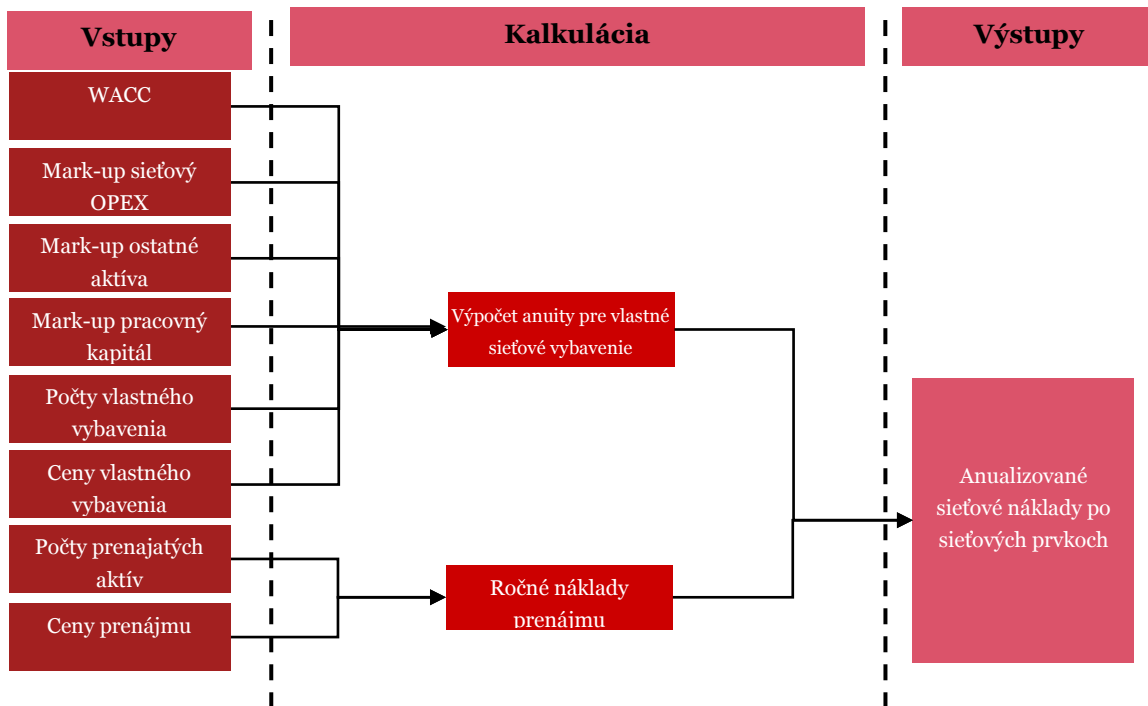 Vstupy
Kalkulácia
Výstupy
WACC
Mark-up sieťový
OPEX
Mark-up ostatné
aktíva
Mark-up pracovný
kapitál
Počty vlastného
vybavenia
Ceny vlastného
vybavenia
Počty prenajatých
aktív
Ceny prenájmu
Výpočet anuity pre vlastné
sieťové vybavenie
Ročné náklady
prenájmu
Anualizované
sieťové náklady po
sieťových prvkoch